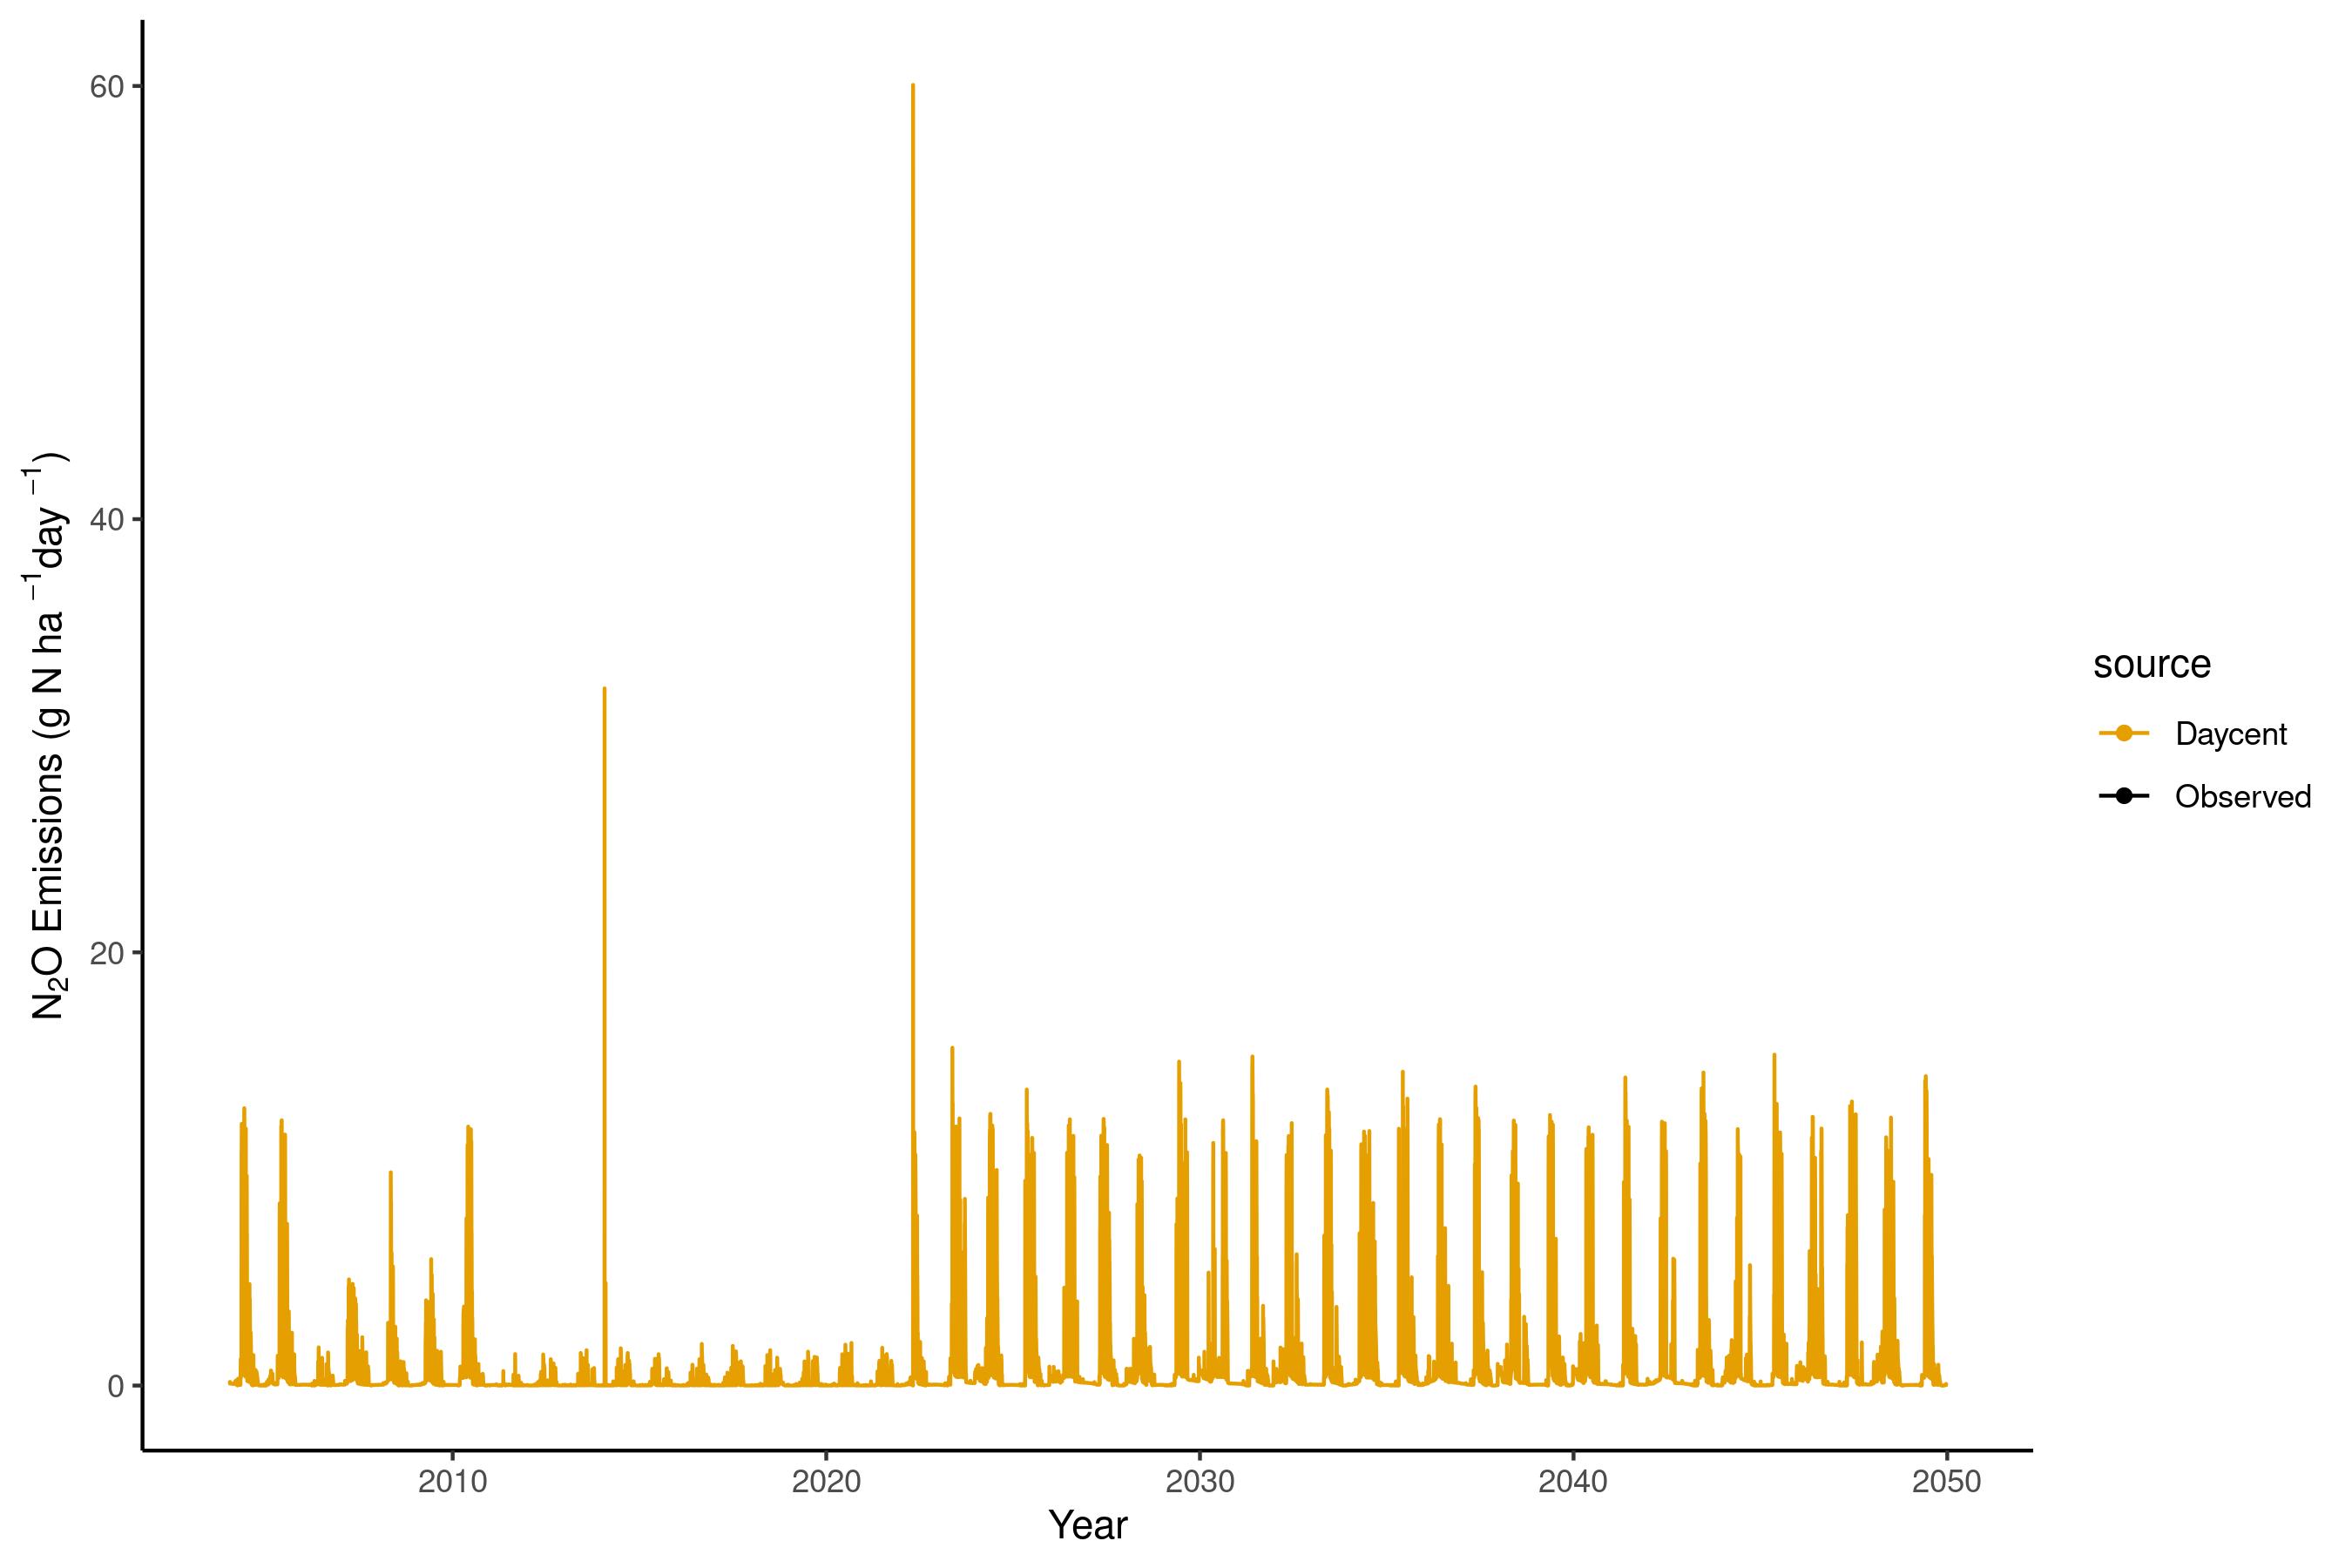 60
40
20
0
N₂O Emissions (g N ha ⁻¹day ⁻¹)
2010 2020 2030 2040 2050
Year
source
Daycent
Observed